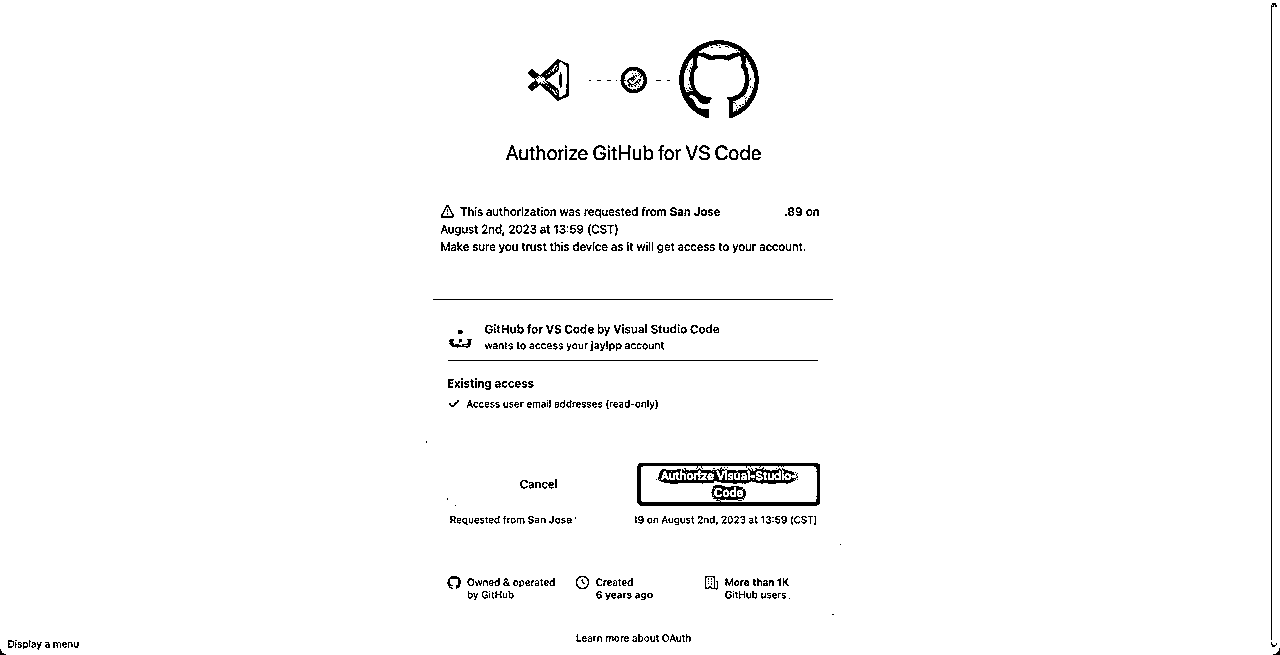 Authorize GitHub for VS Code
This authorization was requested from San Jose .89 on
August 2nd, 2023 at 13:59 (CST)
Make sure you trust this device as it will get access to your account.
GitHub for VS Code by Visual Studio Code
wants to access your jaylpp account
Existing access
Access user email addresses (read-only)
Cancel
Authorize Visual-Studio-
Code
Requested from San Jose 19 on August 2nd, 2023 at 13:59 (CST)
Owned & operated
by GitHub
Created
6 years ago
More than 1K
GitHub users
Learn more about OAuth
Display a menu